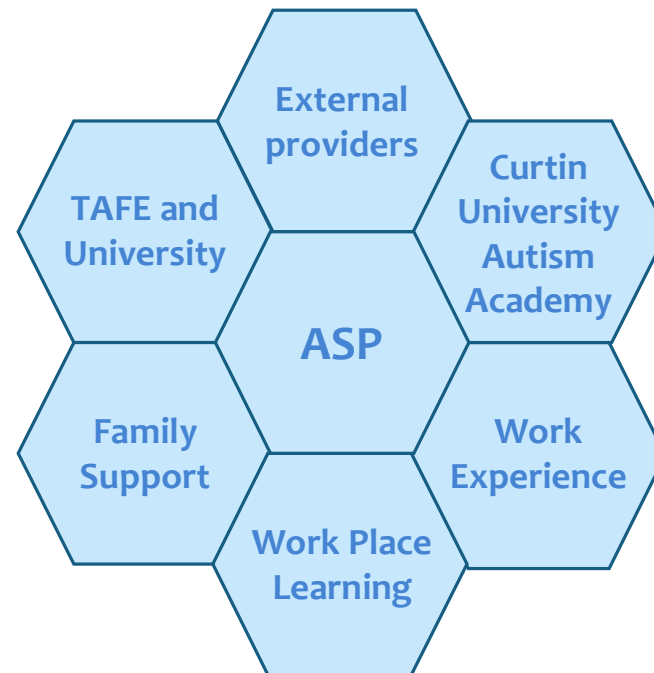 External
providers
TAFE and
University
Curtin
University
Autism
Academy
ASP
Family
Support
Work
Experience
Work Place
Learning